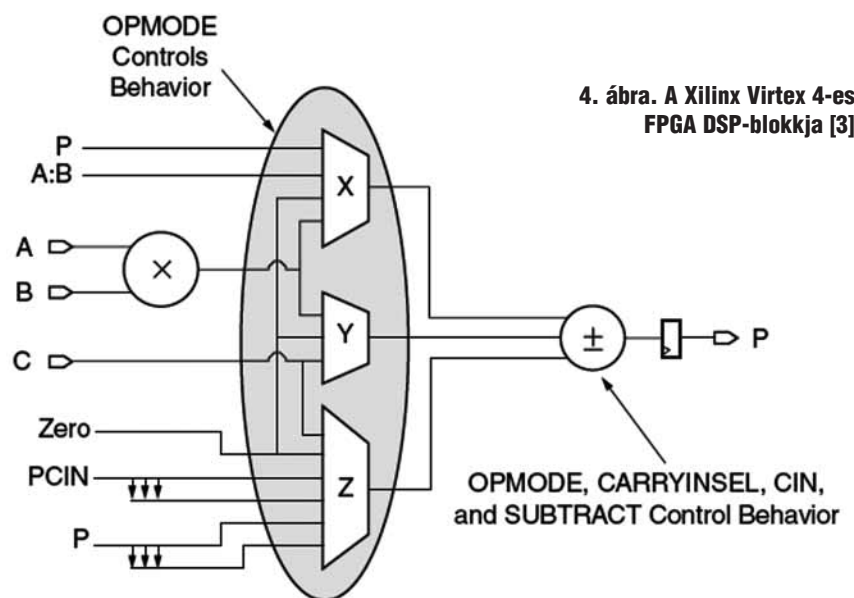 OPMODE
Controls
Behavior
4. ábra. A Xilinx Virtex 4-es
FPGA DSP-blokkja [3]
P
A:B
X
A
B
×
Y
C
±
P
Zero
PCIN
Z
P
OPMODE, CARRYINSEL, CIN,
and SUBTRACT Control Behavior